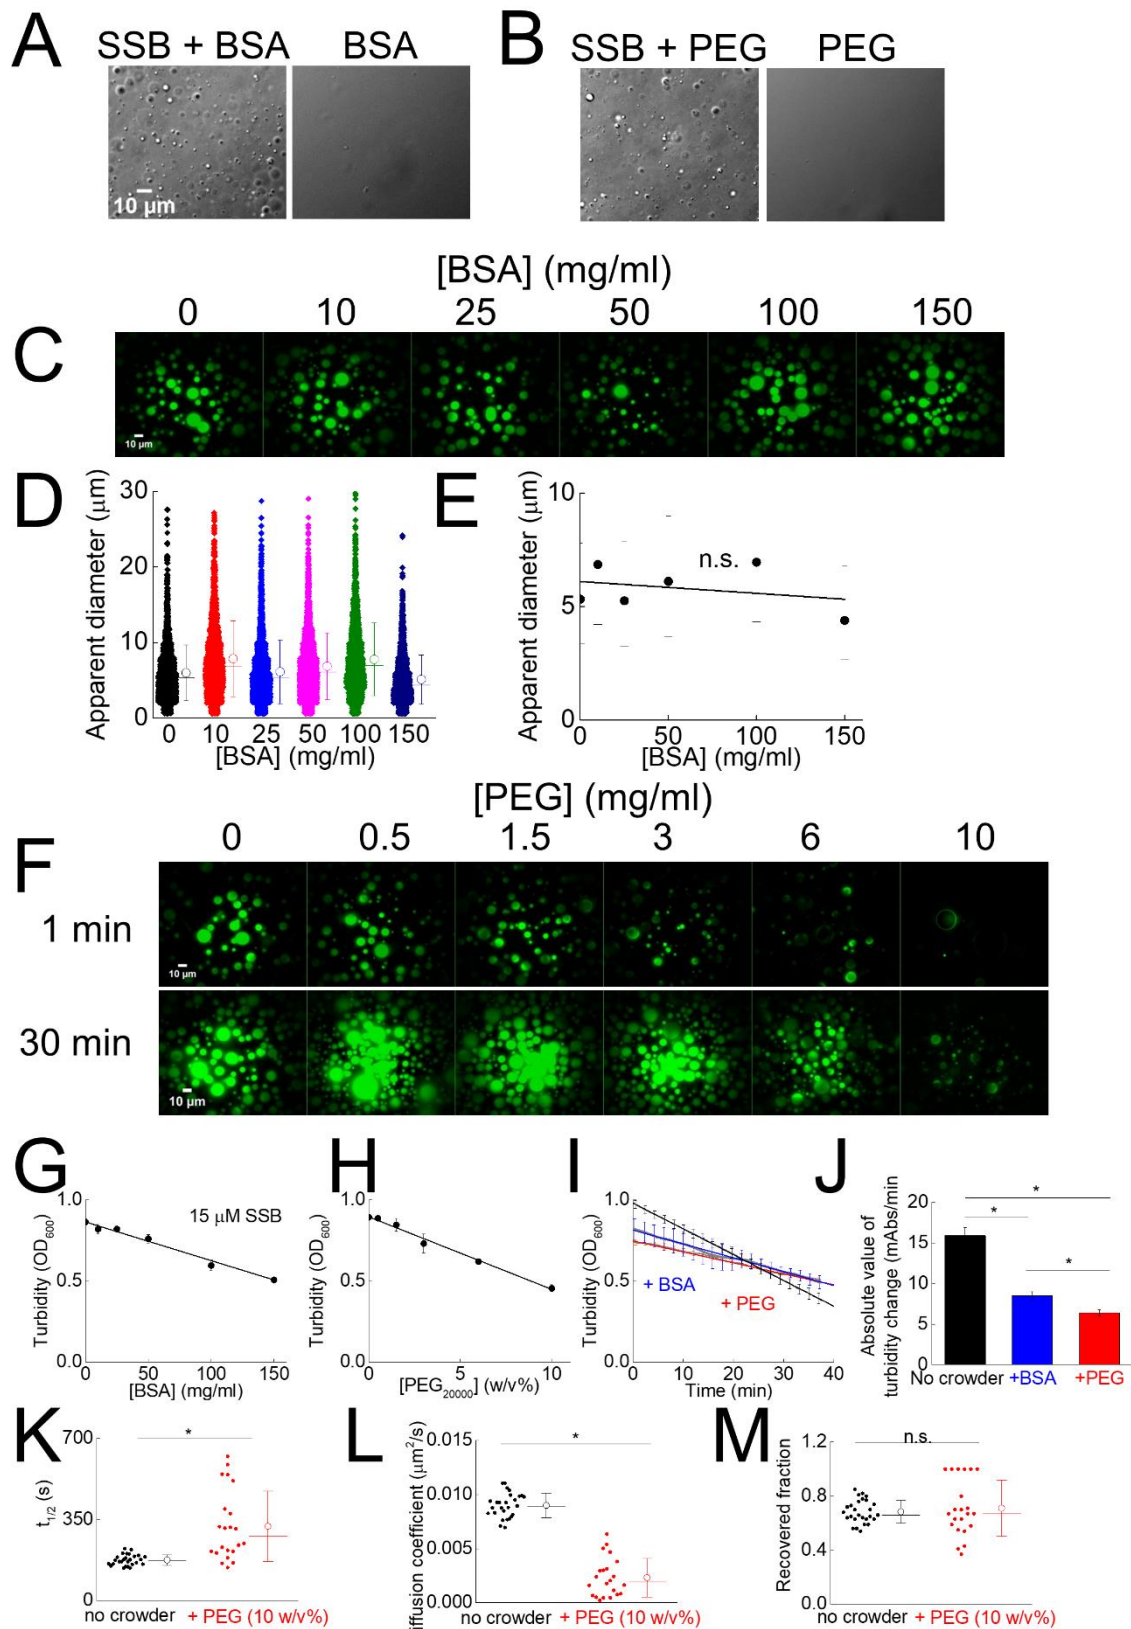 A
SSB + BSA
BSA
10 µm
B
SSB + PEG
PEG
[BSA] (mg/ml)
0 10 25 50 100 150
C
10 µm
D
Apparent diameter (µm)
30
20
10
0
0 10 25 50 100 150
[BSA] (mg/ml)
E
Apparent diameter (µm)
10
5
0
n.s.
0 50 100 150
[BSA] (mg/ml)
[PEG] (mg/ml)
0 0.5 1.5 3 6 10
F
1 min
10 µm
30 min
10 µm
G
Turbidity (OD600)
1.0
0.5
0.0
15 µM SSB
0 50 100 150
[BSA] (mg/ml)
H
Turbidity (OD600)
1.0
0.5
0.0
0 5 10
[PEG20000] (w/v%)
I
Turbidity (OD600)
1.0
0.5
0.0
+ BSA
+ PEG
0 10 20 30 40
Time (min)
J
Absolute value of
turbidity change (mAbs/min
20
15
10
5
0
*
*
*
No crowder +BSA +PEG
K
t1/2 (s)
700
350
0
*
no crowder + PEG (10 w/v%)
L
iffusion coefficient (µm2/s)
0.015
0.010
0.005
0.000
*
no crowder + PEG (10 w/v%)
M
Recovered fraction
1.2
0.8
0.4
0.0
n.s.
no crowder + PEG (10 w/v%)